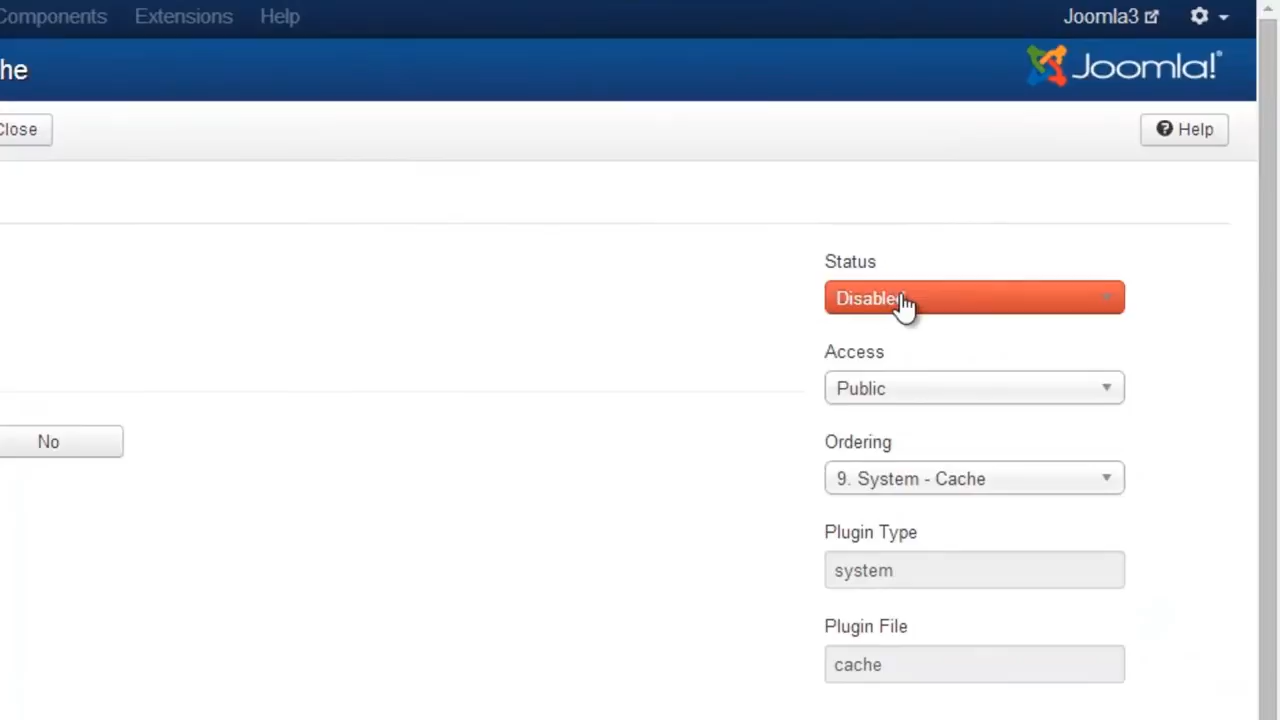 Components Extensions Help Joomla3
he Joomla!®
Close Help
Status
Disabled
Access
Public
No
Ordering
9. System - Cache
Plugin Type
system
Plugin File
cache